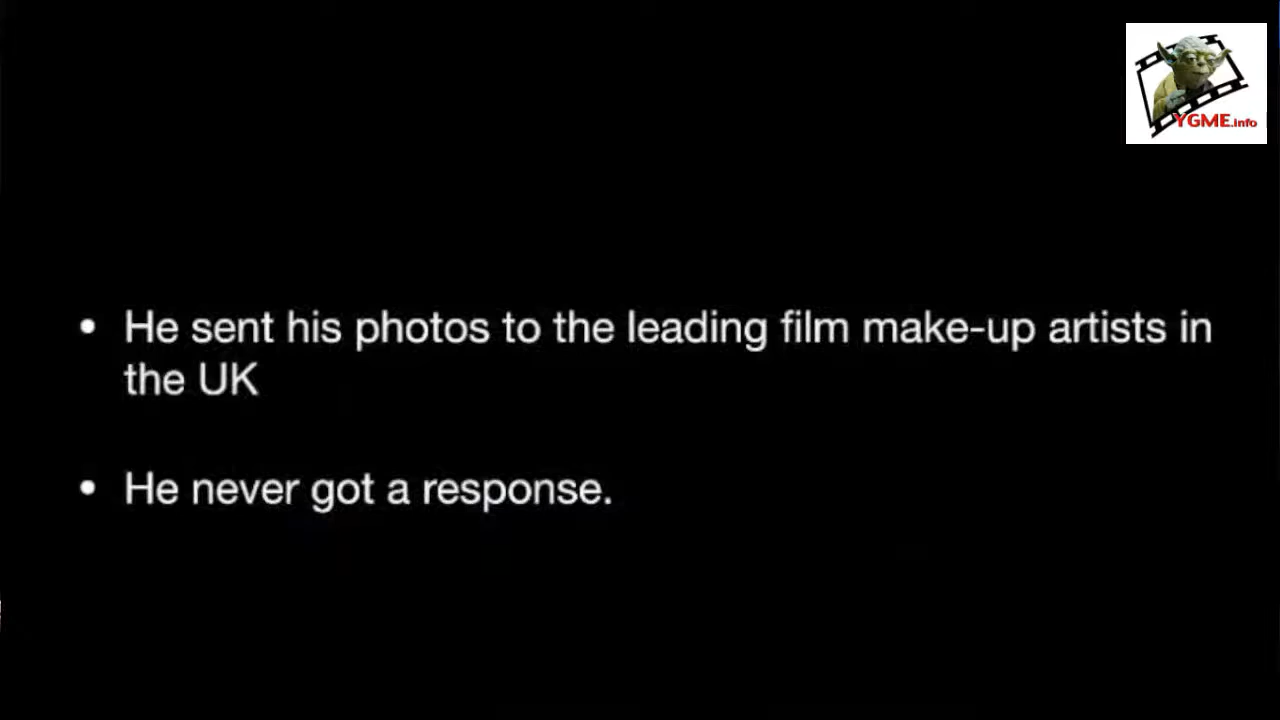 YGME.info
• He sent his photos to the leading film make-up artists in
the UK
• He never got a response.